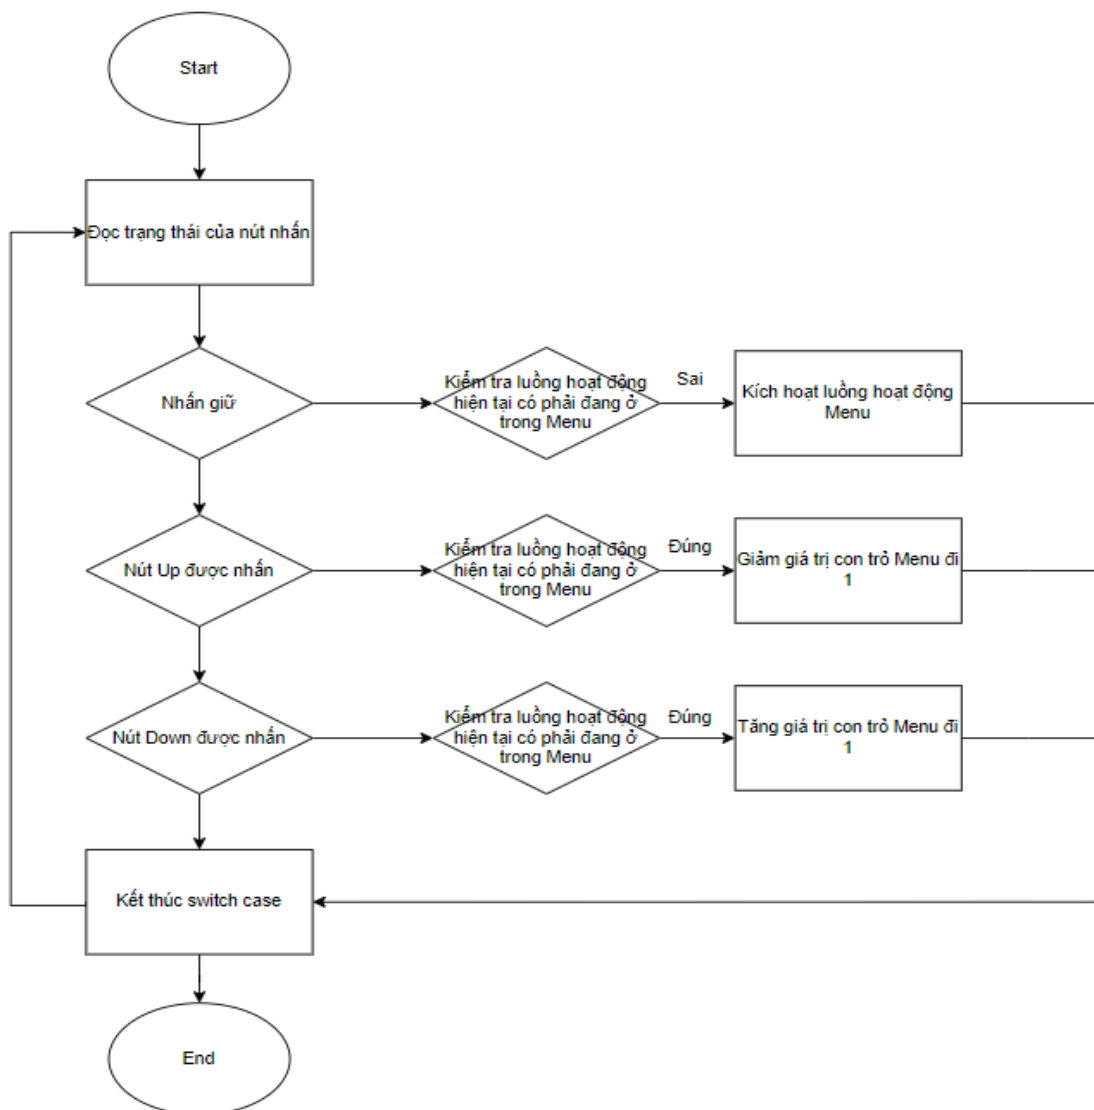 Start
Đọc trạng thái của nút nhấn
Nhấn giữ
Kiểm tra luồng hoạt động
hiện tại có phải đang ở
trong Menu
Sai
Kích hoạt luồng hoạt động
Menu
Nút Up được nhấn
Kiểm tra luồng hoạt động
hiện tại có phải đang ở
trong Menu
Đúng
Giảm giá trị con trỏ Menu đi
1
Nút Down được nhấn
Kiểm tra luồng hoạt động
hiện tại có phải đang ở
trong Menu
Đúng
Tăng giá trị con trỏ Menu đi
1
Kết thúc switch case
End